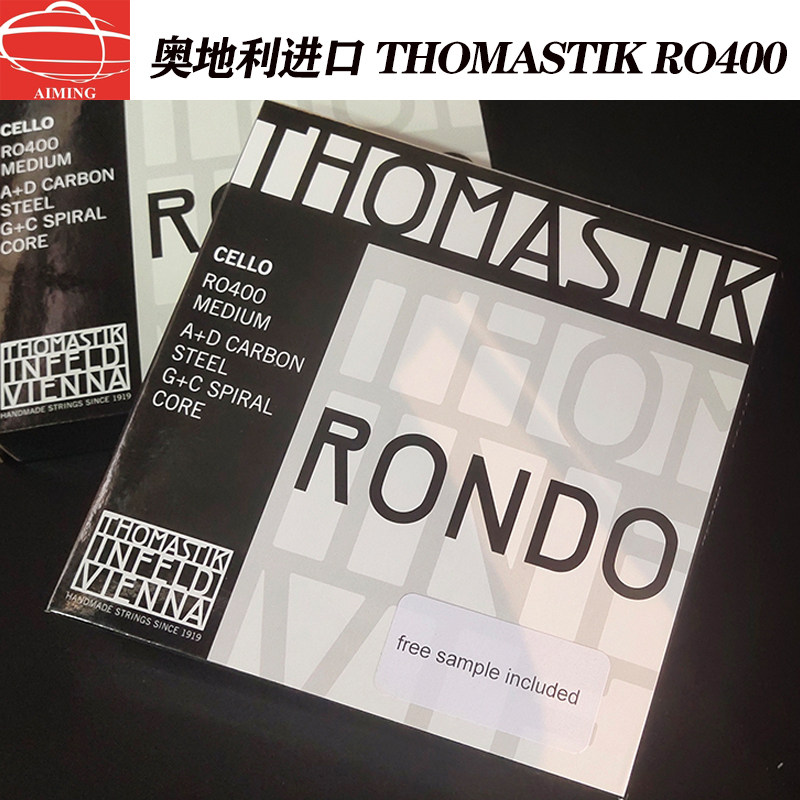 AIMING
奥地利进口 THOMASTIK RO400
CELLO
RO400
MEDIUM
A+D CARBON
STEEL
G+C SPIRAL
CORE
THOMASTIK
INFELD
VIENNA
HANDMADE STRINGS SINCE 1919
THOMASTIK
CELLO
RO400
MEDIUM
A+D CARBON
STEEL
G+C SPIRAL
CORE
RONDO
THOMASTIK
INFELD
VIENNA
HANDMADE STRINGS SINCE 1919
free sample included